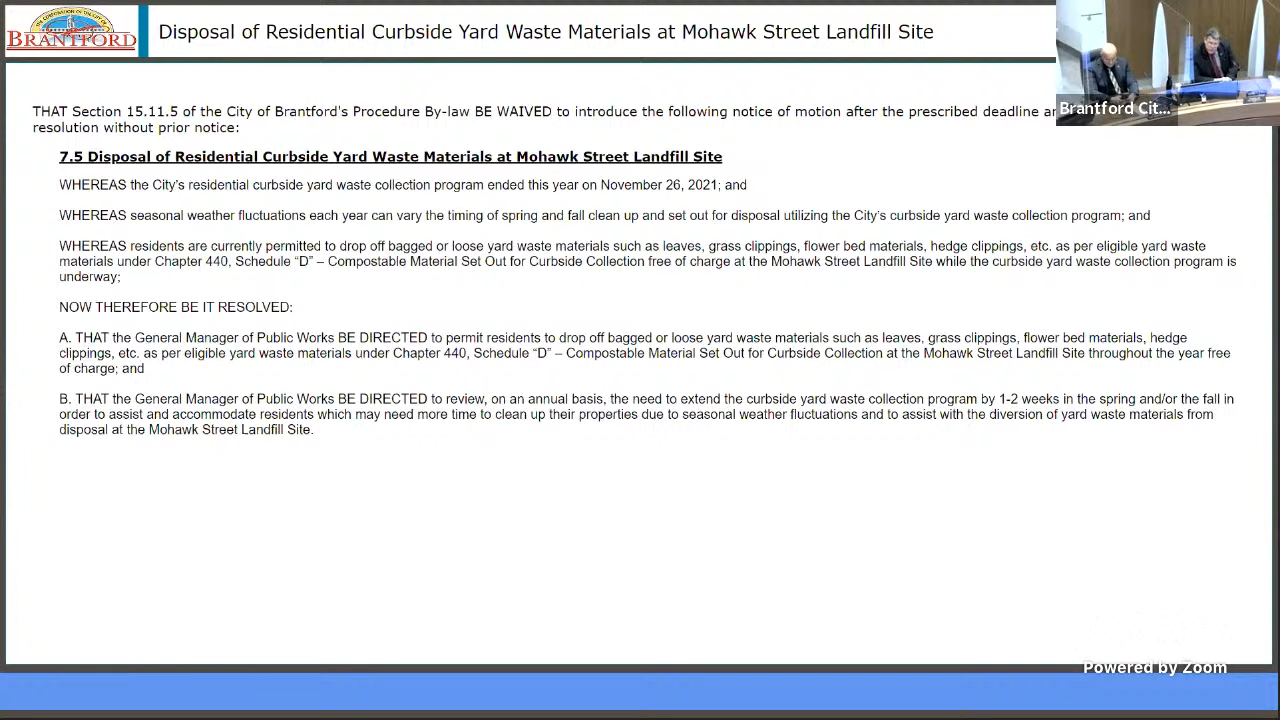 THE CORPORATION OF THE CITY OF
BRANTFORD
Disposal of Residential Curbside Yard Waste Materials at Mohawk Street Landfill Site
Brantford Cit...
THAT Section 15.11.5 of the City of Brantford's Procedure By-law BE WAIVED to introduce the following notice of motion after the prescribed deadline
resolution without prior notice:
7.5 Disposal of Residential Curbside Yard Waste Materials at Mohawk Street Landfill Site
WHEREAS the City's residential curbside yard waste collection program ended this year on November 26, 2021; and
WHEREAS seasonal weather fluctuations each year can vary the timing of spring and fall clean up and set out for disposal utilizing the City's curbside yard waste collection program; and
WHEREAS residents are currently permitted to drop off bagged or loose yard waste materials such as leaves, grass clippings, flower bed materials, hedge clippings, etc. as per eligible yard waste
materials under Chapter 440, Schedule “D” – Compostable Material Set Out for Curbside Collection free of charge at the Mohawk Street Landfill Site while the curbside yard waste collection program is
underway;
NOW THEREFORE BE IT RESOLVED:
A. THAT the General Manager of Public Works BE DIRECTED to permit residents to drop off bagged or loose yard waste materials such as leaves, grass clippings, flower bed materials, hedge
clippings, etc. as per eligible yard waste materials under Chapter 440, Schedule “D” – Compostable Material Set Out for Curbside Collection at the Mohawk Street Landfill Site throughout the year free
of charge; and
B. THAT the General Manager of Public Works BE DIRECTED to review, on an annual basis, the need to extend the curbside yard waste collection program by 1-2 weeks in the spring and/or the fall in
order to assist and accommodate residents which may need more time to clean up their properties due to seasonal weather fluctuations and to assist with the diversion of yard waste materials from
disposal at the Mohawk Street Landfill Site.
Powered by Zoom